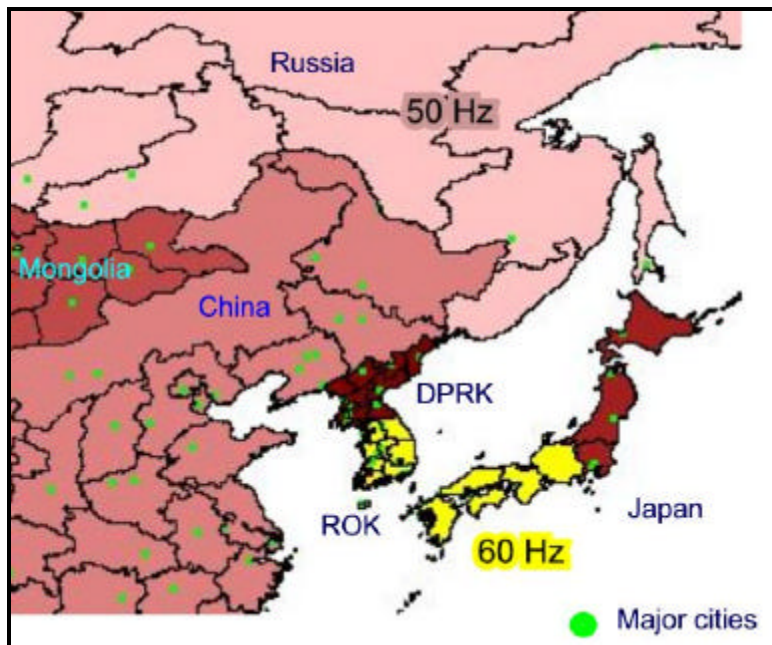 Russia
50 Hz
Mongolia
China
DPRK
ROK
Japan
60 Hz
Major cities